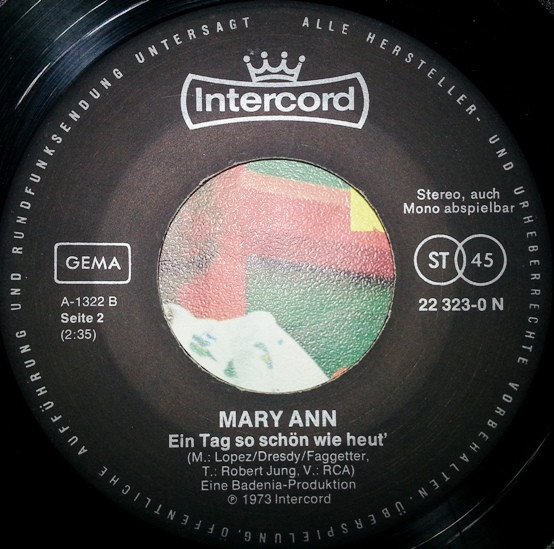 ALLE HERSTELLER- UND URHEBERRECHTE VORBEHALTEN · ÜBERSPIELUNG, ÖFFENTLICHE AUFFÜHRUNG UND RUNDFUNKSENDUNG UNTERSAGT
Intercord
Stereo, auch
Mono abspielbar
GEMA
ST 45
A-1322 B
Seite 2
(2:35)
22 323-0 N
MARY ANN
Ein Tag so schön wie heut'
(M.: Lopez/Dresdy/Faggetter,
T.: Robert Jung, V.: RCA)
Eine Badenia-Produktion
℗ 1973 Intercord